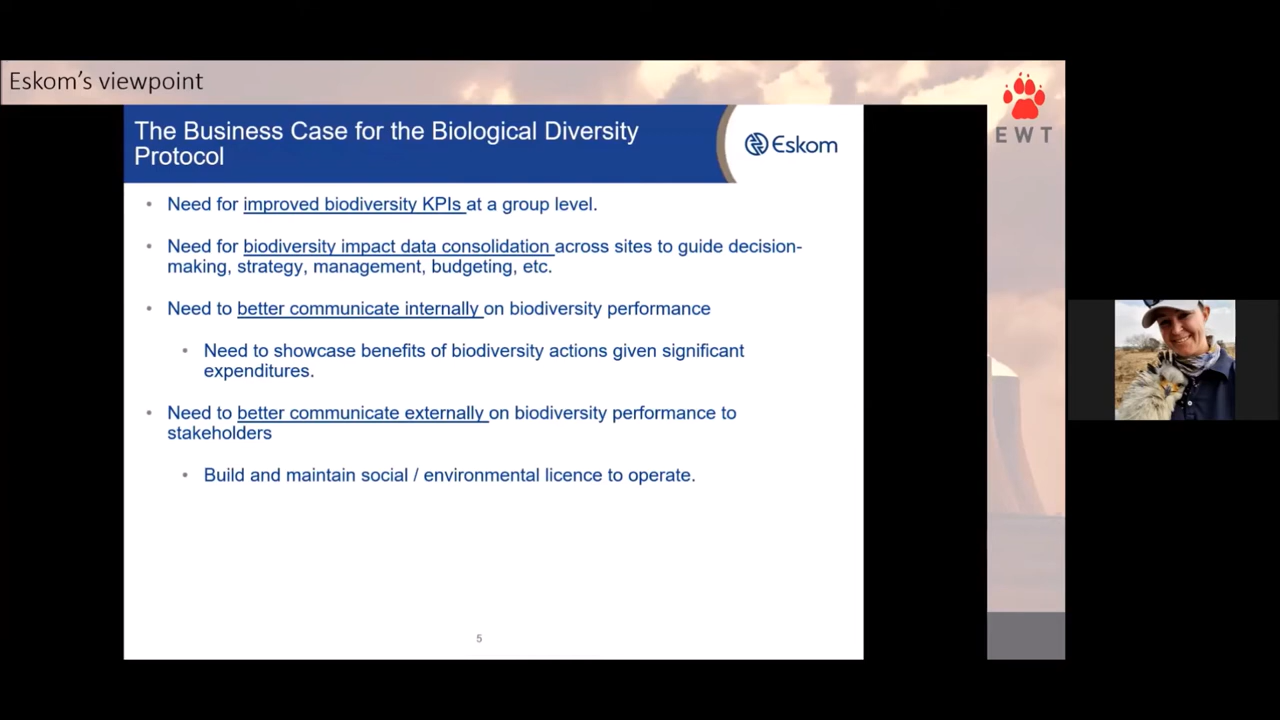 Eskom's viewpoint
EWT
The Business Case for the Biological Diversity
Protocol
Eskom
• Need for improved biodiversity KPIs at a group level.
• Need for biodiversity impact data consolidation across sites to guide decision-
making, strategy, management, budgeting, etc.
• Need to better communicate internally on biodiversity performance
• Need to showcase benefits of biodiversity actions given significant
expenditures.
• Need to better communicate externally on biodiversity performance to
stakeholders
• Build and maintain social / environmental licence to operate.
5